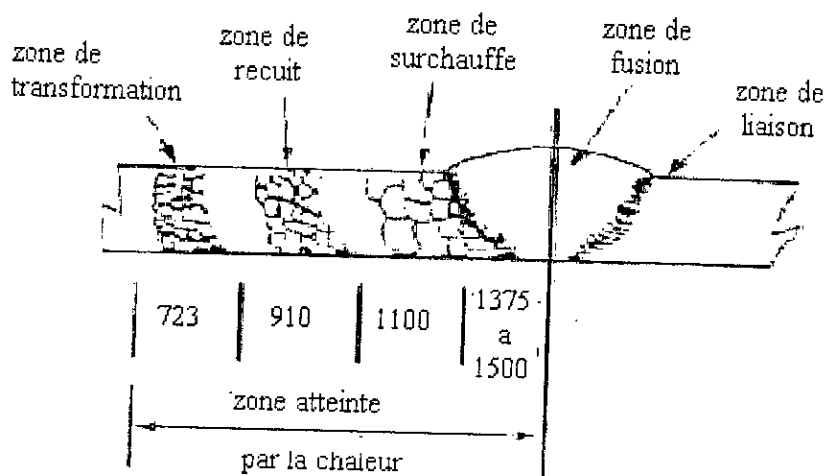 zone de
transformation
zone de
recuit
zone de
surchauffe
zone de
fusion
zone de
liaison
723
910
1100
1375
a
1500
zone atteinte
par la chaleur